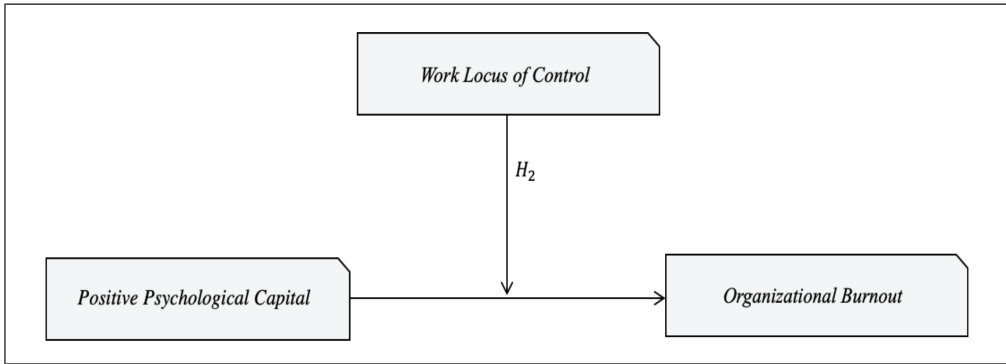 Work Locus of Control
H₂
Positive Psychological Capital
Organizational Burnout